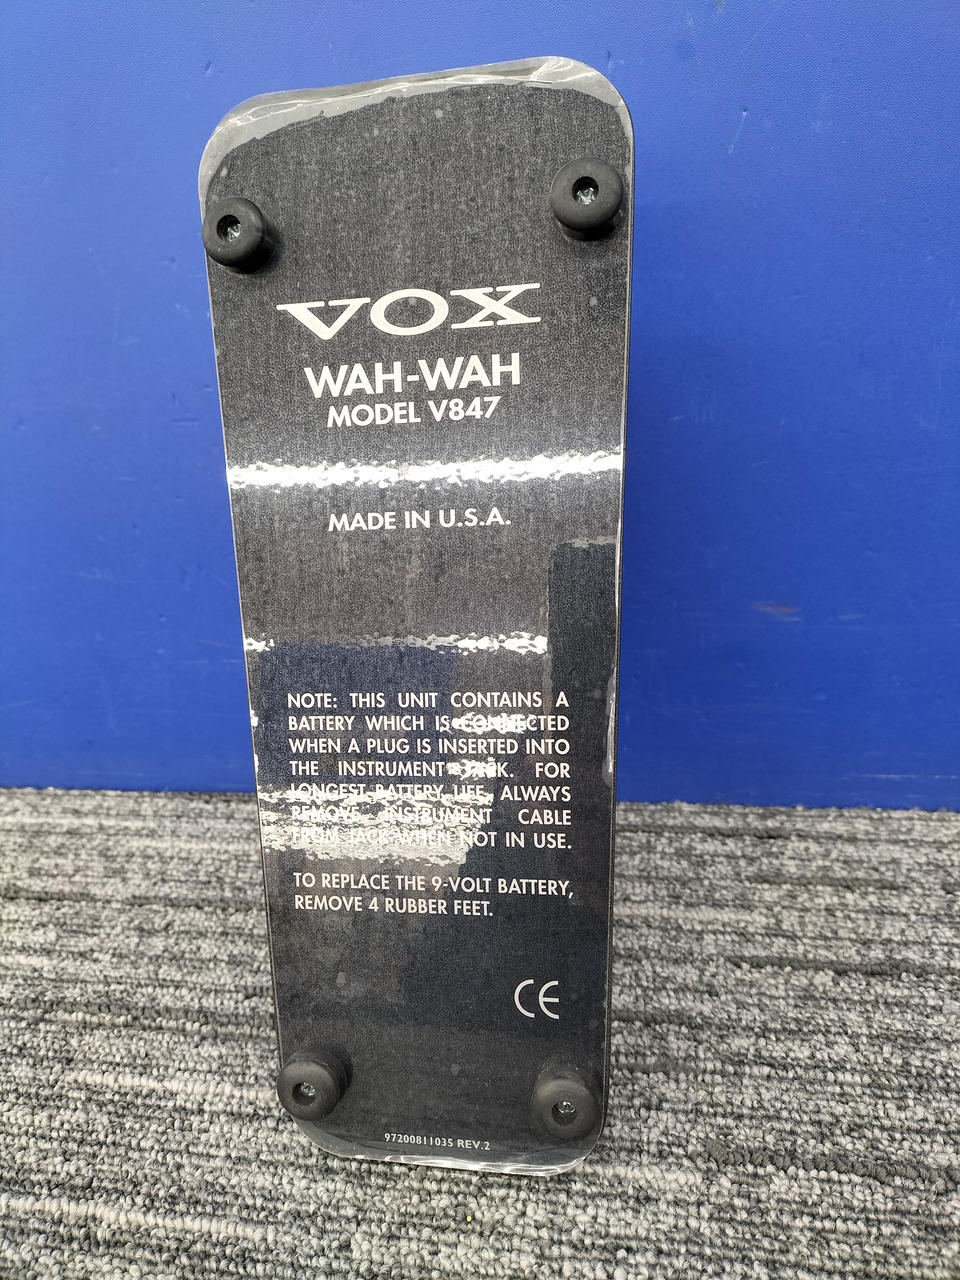 VOX
WAH-WAH
MODEL V847
MADE IN U.S.A.
NOTE: THIS UNIT CONTAINS A
BATTERY WHICH IS CONNECTED
WHEN A PLUG IS INSERTED INTO
THE INSTRUMENT JACK. FOR
LONGEST BATTERY LIFE, ALWAYS
REMOVE INSTRUMENT CABLE
FROM JACK WHEN NOT IN USE.
TO REPLACE THE 9-VOLT BATTERY,
REMOVE 4 RUBBER FEET.
CE
97200811035 REV.2